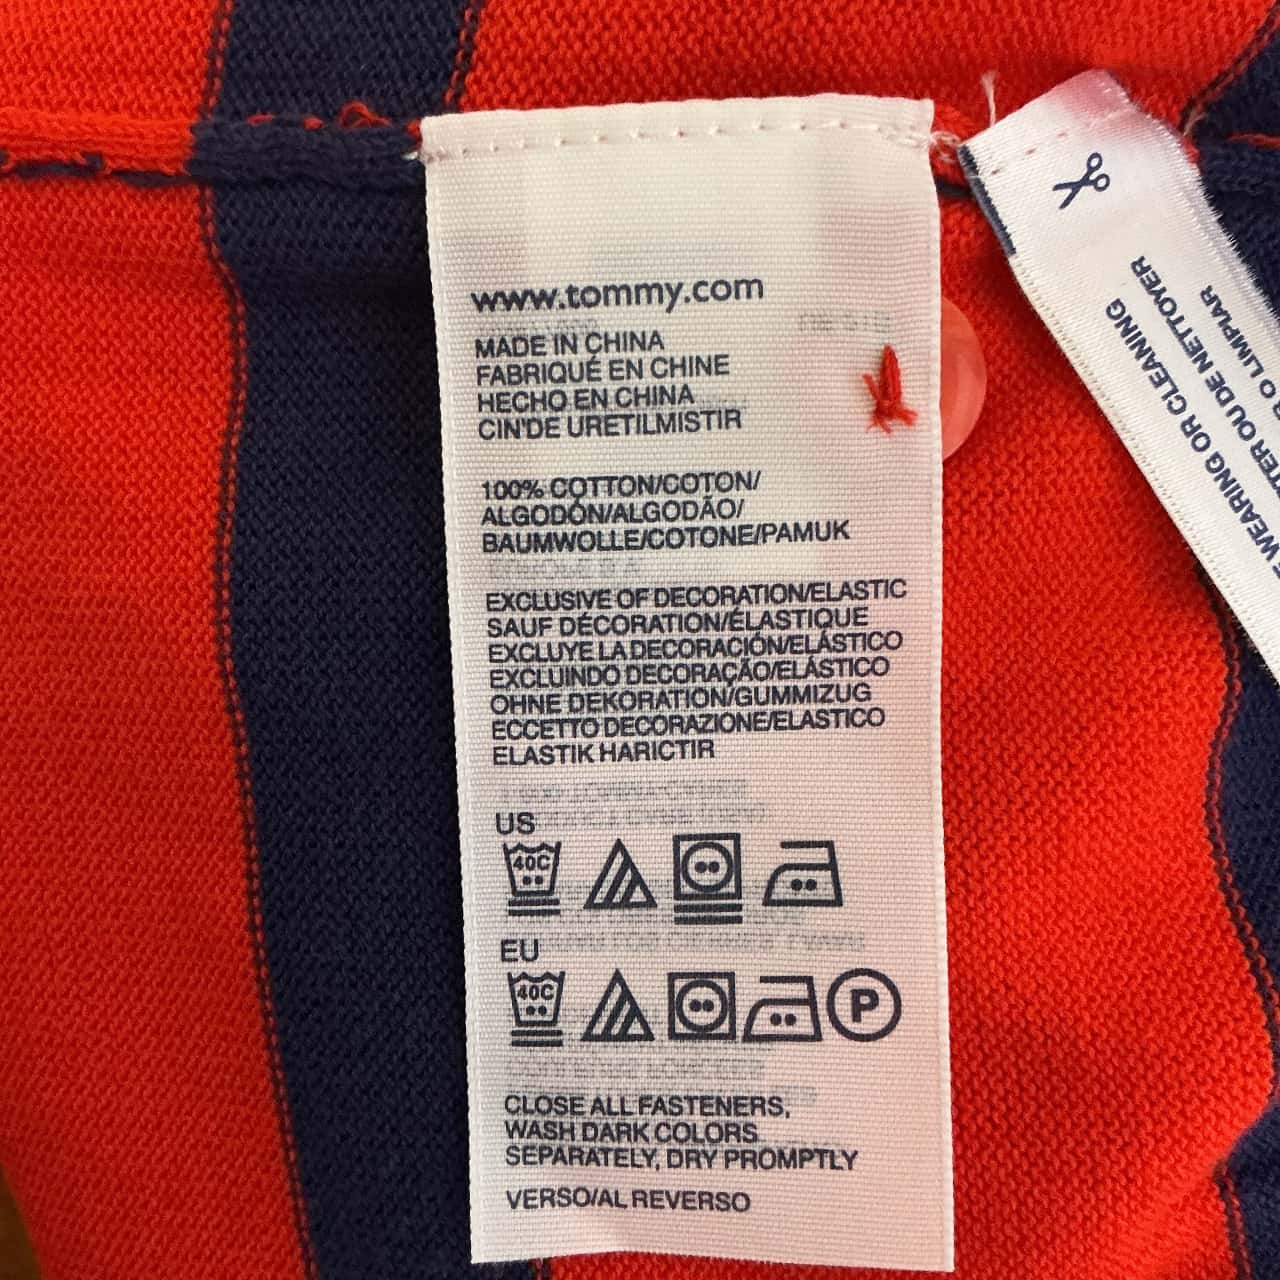 www.tommy.com
MADE IN CHINA
FABRIQUÉ EN CHINE
HECHO EN CHINA
CIN'DE URETILMISTIR
100% COTTON/COTON/
ALGODÓN/ALGODÃO/
BAUMWOLLE/COTONE/PAMUK
EXCLUSIVE OF DECORATION/ELASTIC
SAUF DÉCORATION/ÉLASTIQUE
EXCLUYE LA DECORACIÓN/ELÁSTICO
EXCLUINDO DECORAÇÃO/ELÁSTICO
OHNE DEKORATION/GUMMIZUG
ECCETTO DECORAZIONE/ELASTICO
ELASTIK HARICTIR
US
40C
EU
40C
P
CLOSE ALL FASTENERS,
WASH DARK COLORS
SEPARATELY, DRY PROMPTLY
VERSO/AL REVERSO
WEARING OR CLEANING
OU DE NETTOYER
O LIMPIAR